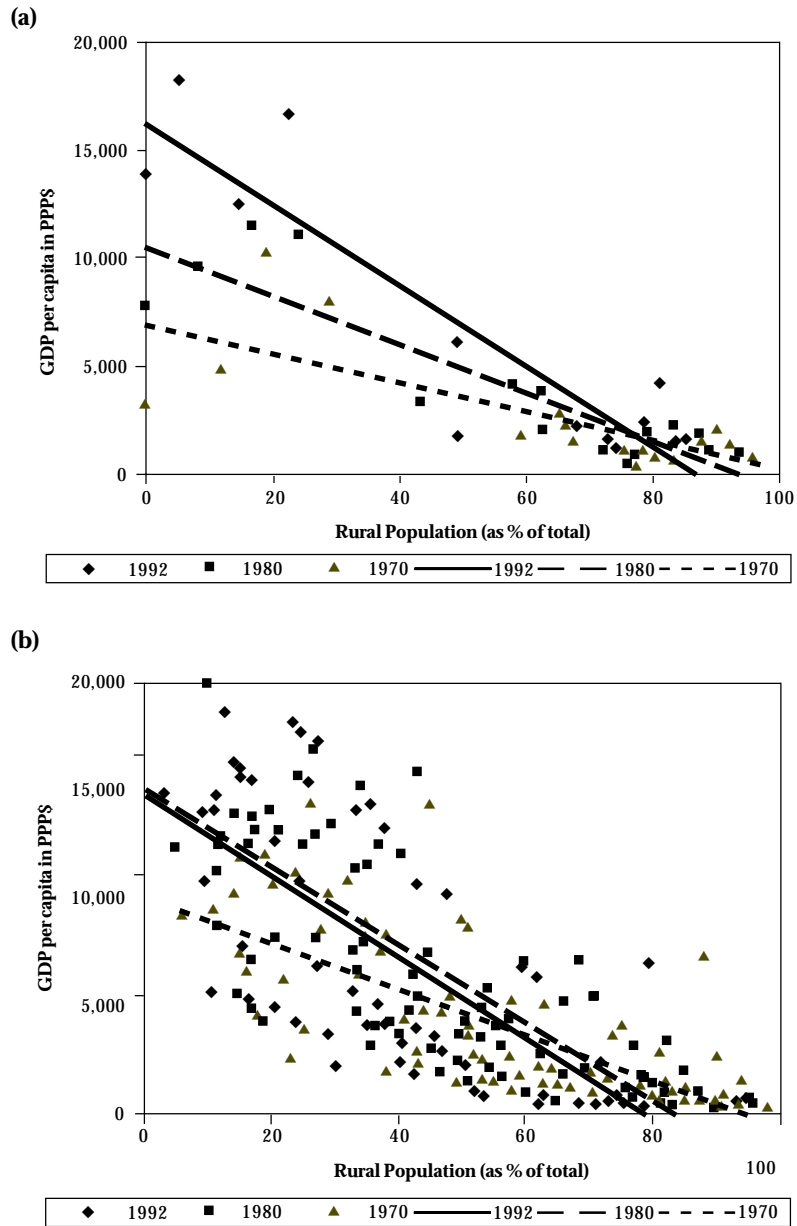 (a)
20,000
15,000
10,000
5,000
0
GDP per capita in PPP$
0 20 40 60 80 100
Rural Population (as % of total)
1992 1980 1970 1992 1980 1970
(b)
20,000
15,000
10,000
5,000
0
GDP per capita in PPP$
0 20 40 60 80 100
Rural Population (as % of total)
1992 1980 1970 1992 1980 1970